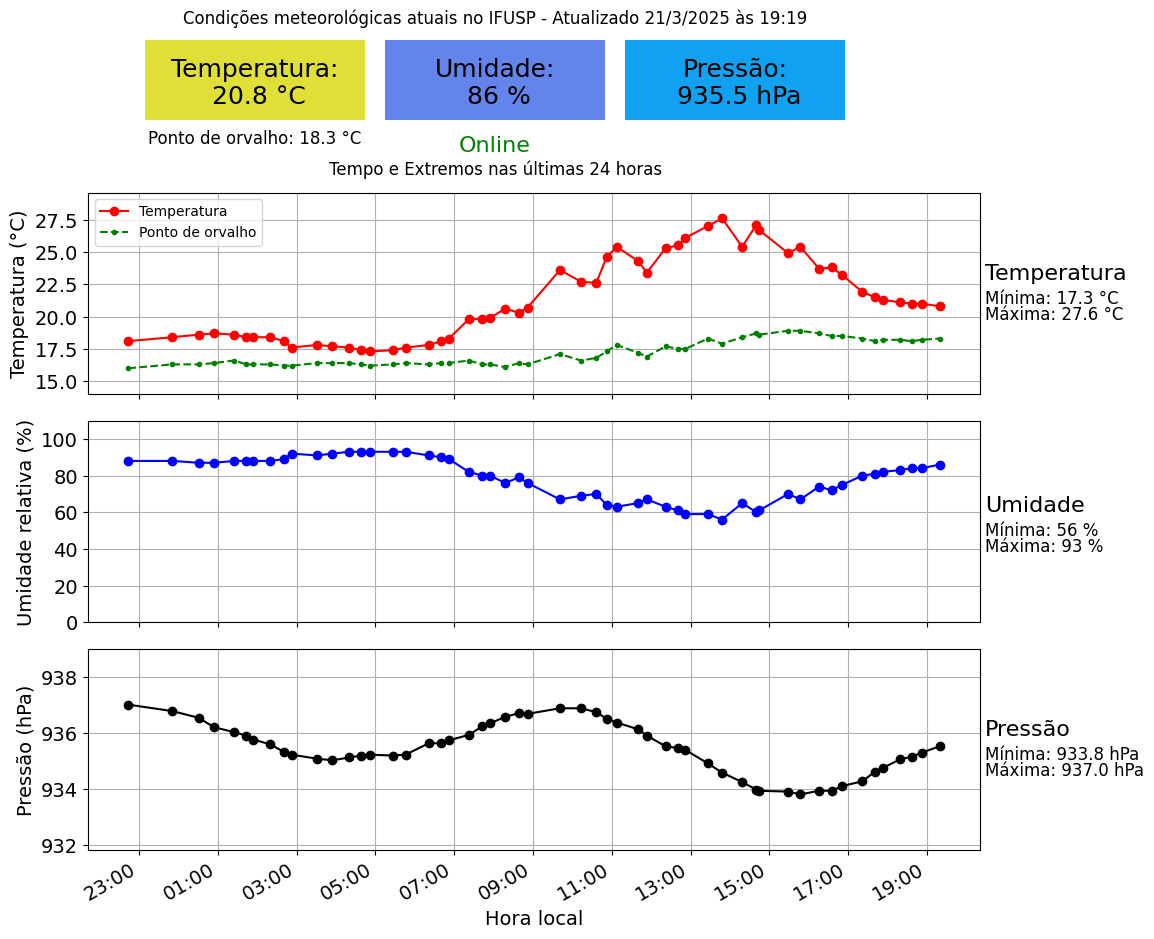 Condições meteorológicas atuais no IFUSP - Atualizado 21/3/2025 às 19:19
Temperatura:
20.8 °C
Umidade:
86 %
Pressão:
935.5 hPa
Ponto de orvalho: 18.3 °C
Online
Tempo e Extremos nas últimas 24 horas
Temperatura (°C)
27.5
25.0
22.5
20.0
17.5
15.0
Temperatura
Ponto de orvalho
Temperatura
Mínima: 17.3 °C
Máxima: 27.6 °C
Umidade relativa (%)
100
80
60
40
20
0
Umidade
Mínima: 56 %
Máxima: 93 %
Pressão (hPa)
938
936
934
932
Pressão
Mínima: 933.8 hPa
Máxima: 937.0 hPa
23:00 01:00 03:00 05:00 07:00 09:00 11:00 13:00 15:00 17:00 19:00
Hora local